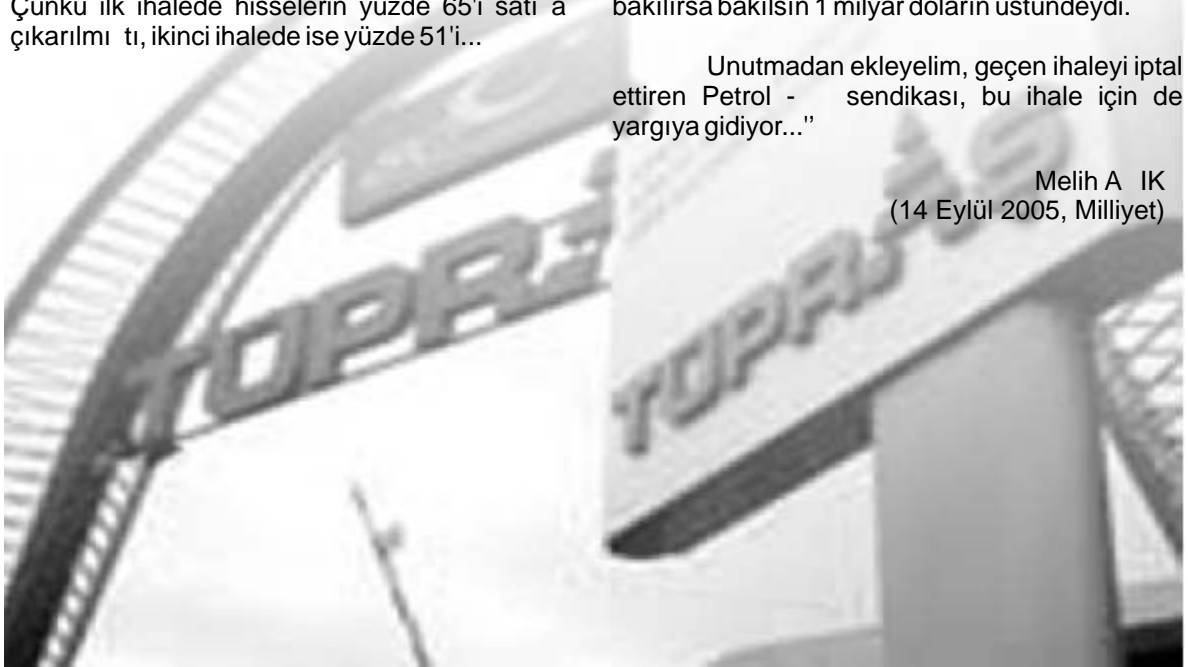 Çünkü ilk ihalede hisselerin yüzde 65'i satı a
çıkarılmı tı, ikinci ihalede ise yüzde 51'i...
bakılırsa bakılsın 1 milyar doların üstündeydi.
Unutmadan ekleyelim, geçen ihaleyi iptal
ettiren Petrol - sendikası, bu ihale için de
yargıya gidiyor...''
Melih A IK
(14 Eylül 2005, Milliyet)
TÜPRA
TÜPRAŞ